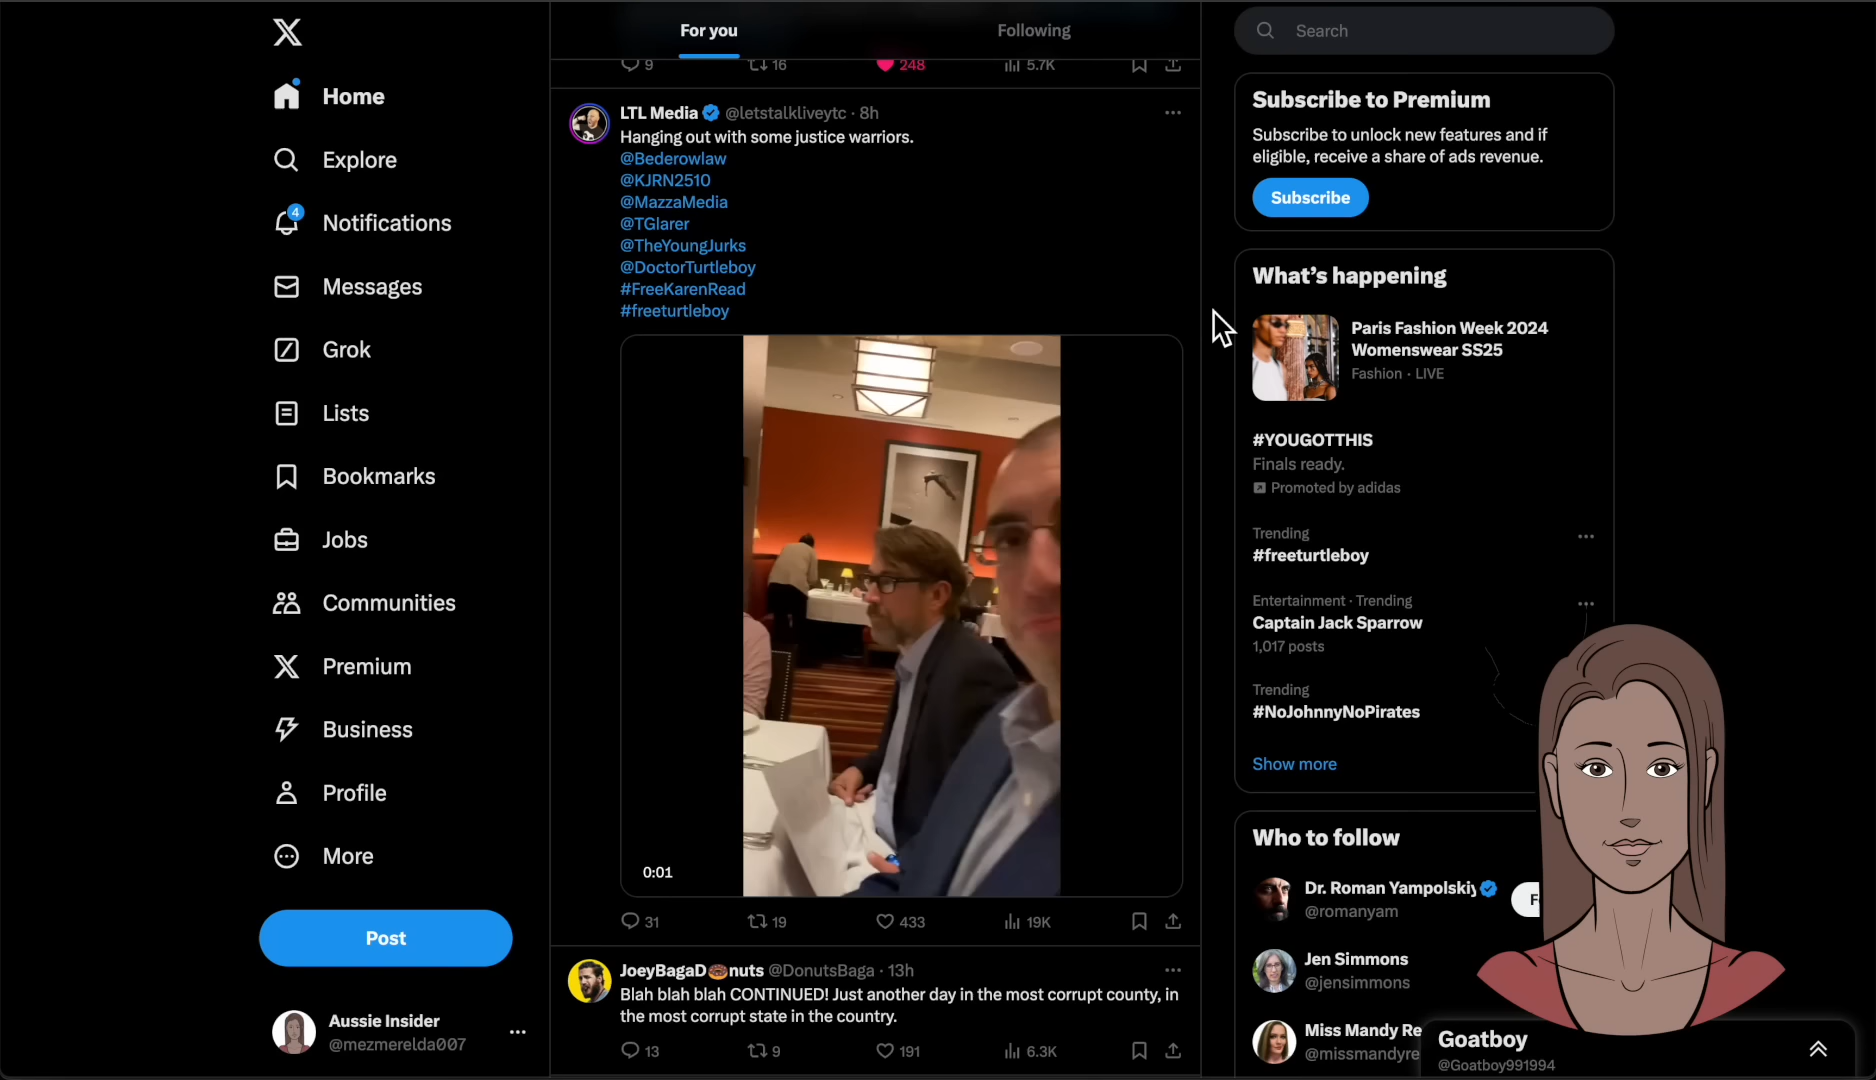 Home
Explore
4
Notifications
Messages
Grok
Lists
Bookmarks
Jobs
Communities
Premium
Business
Profile
More
Post
Aussie Insider
@mezmerelda007
For you
Following
9
16
248
5.7K
LTL Media @letstalkliveytc · 8h
Hanging out with some justice warriors.
@Bederowlaw
@KJRN2510
@MazzaMedia
@TGlarer
@TheYoungJurks
@DoctorTurtleboy
#FreeKarenRead
#freeturtleboy
0:01
31
19
433
19K
JoeyBagaD🍩nuts @DonutsBaga · 13h
Blah blah blah CONTINUED! Just another day in the most corrupt county, in
the most corrupt state in the country.
13
9
191
6.3K
Search
Subscribe to Premium
Subscribe to unlock new features and if
eligible, receive a share of ads revenue.
Subscribe
What's happening
Paris Fashion Week 2024
Womenswear SS25
Fashion · LIVE
#YOUGOTTHIS
Finals ready.
Promoted by adidas
Trending
#freeturtleboy
Entertainment · Trending
Captain Jack Sparrow
1,017 posts
Trending
#NoJohnnyNoPirates
Show more
Who to follow
Dr. Roman Yampolskiy
@romanyam
Jen Simmons
@jensimmons
Miss Mandy Re
@missmandyre
Goatboy
@Goatboy991994